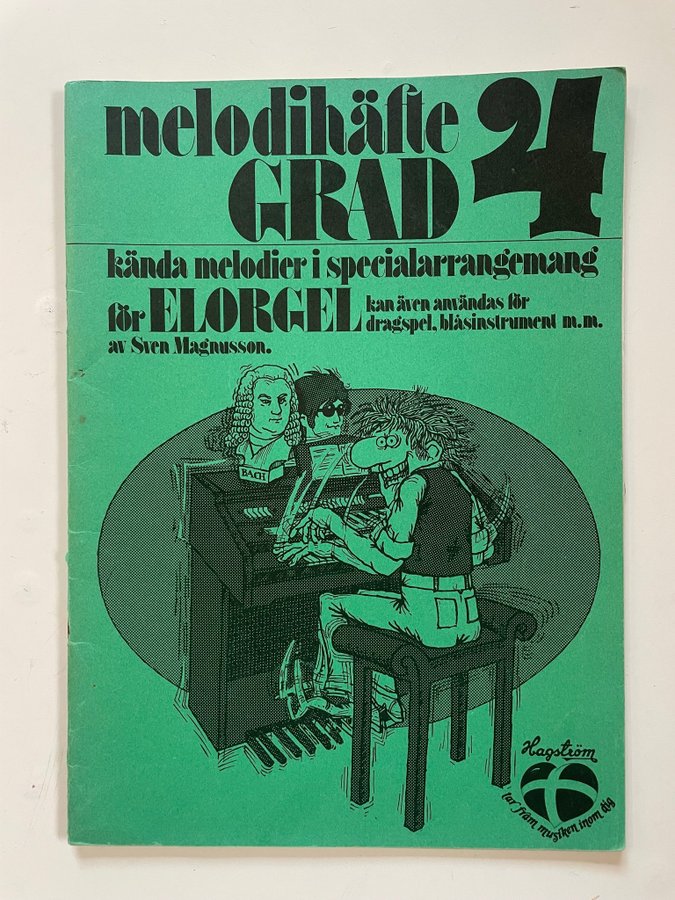 melodihäfte
GRAD 4
kända melodier i specialarrangemang
för ELORGEL kan även användas för
dragspel, blåsinstrument m.m.
av Sven Magnusson.
BACH
Hagström
tar fram musiken inom dig